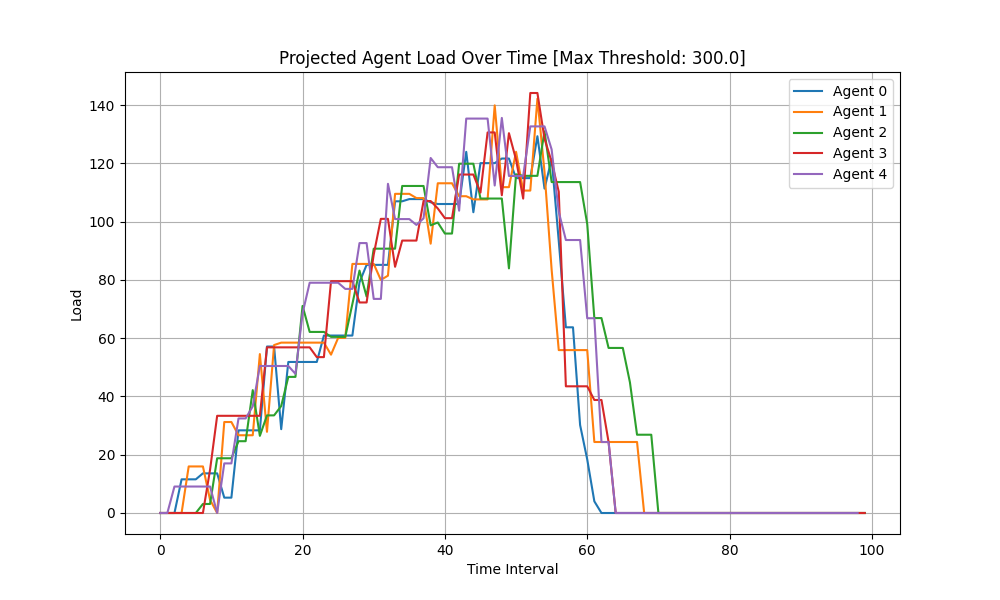 Projected Agent Load Over Time [Max Threshold: 300.0]
Agent 0
Agent 1
Agent 2
Agent 3
Agent 4
Load
140
120
100
80
60
40
20
0
0 20 40 60 80 100
Time Interval